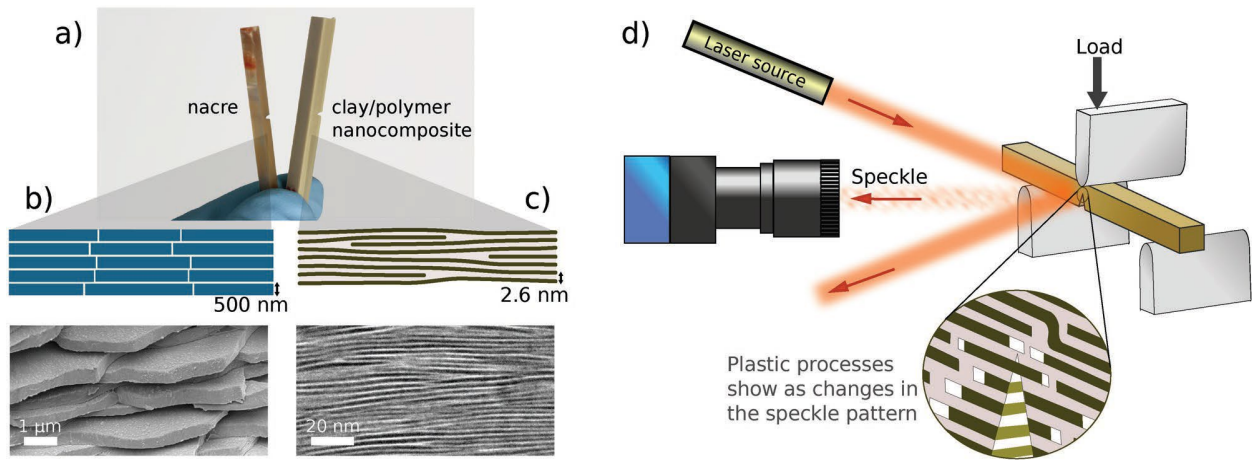 a)
nacre
clay/polymer
nanocomposite
b)
c)
500 nm
2.6 nm
1 μm
20 nm
d)
Laser source
Load
Speckle
Plastic processes
show as changes in
the speckle pattern